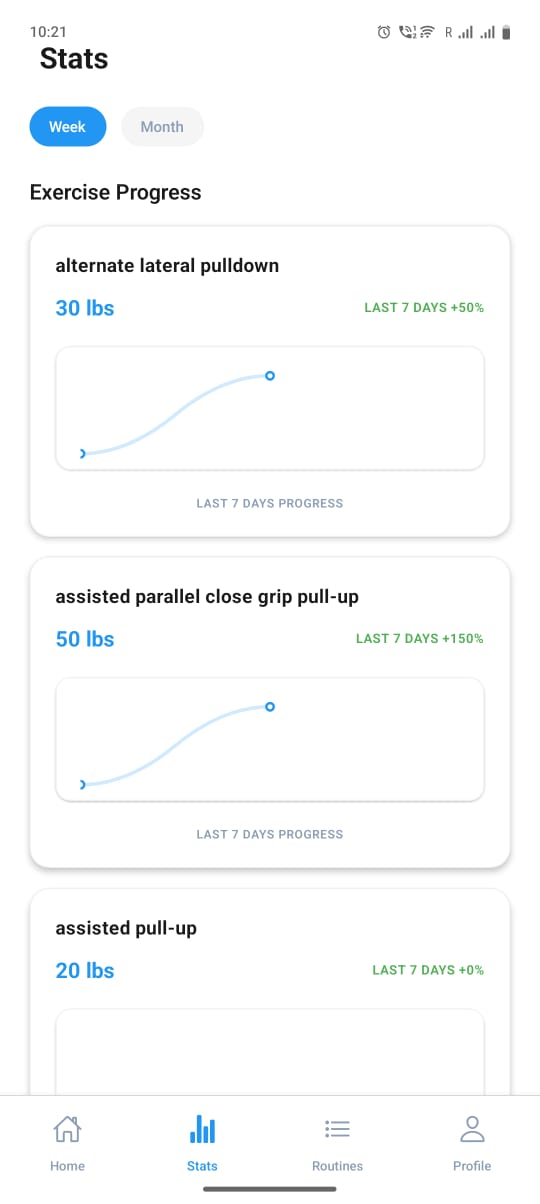 10:21
R
Stats
Week
Month
Exercise Progress
alternate lateral pulldown
30 lbs
LAST 7 DAYS +50%
LAST 7 DAYS PROGRESS
assisted parallel close grip pull-up
50 lbs
LAST 7 DAYS +150%
LAST 7 DAYS PROGRESS
assisted pull-up
20 lbs
LAST 7 DAYS +0%
Home
Stats
Routines
Profile